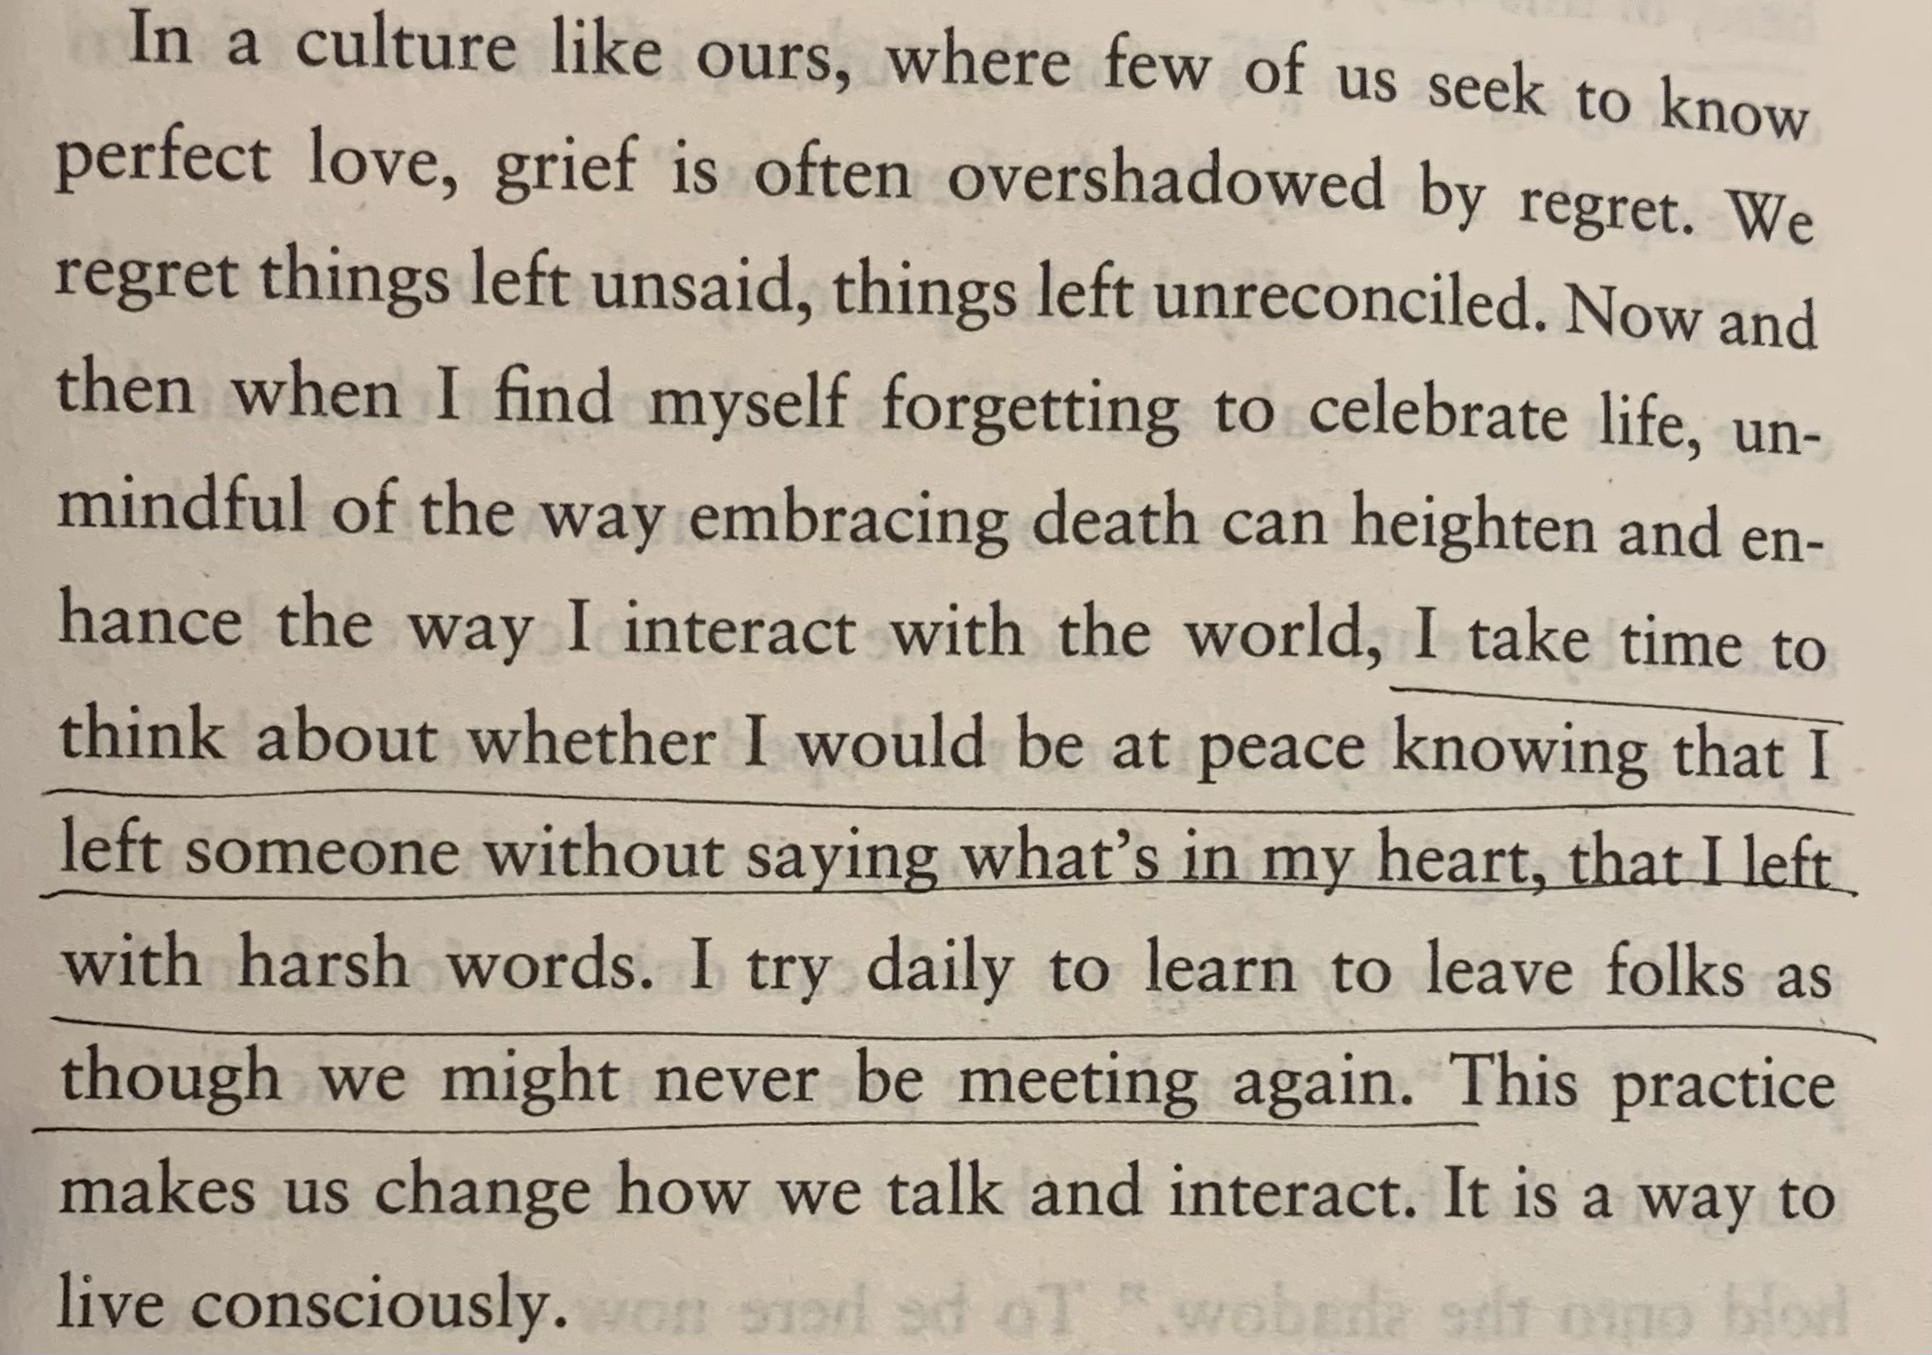 In a culture like ours, where few of us seek to know
perfect love, grief is often overshadowed by regret. We
regret things left unsaid, things left unreconciled. Now and
then when I find myself forgetting to celebrate life, un-
mindful of the way embracing death can heighten and en-
hance the way I interact with the world, I take time to
think about whether I would be at peace knowing that I
left someone without saying what's in my heart, that I left
with harsh words. I try daily to learn to leave folks as
though we might never be meeting again. This practice
makes us change how we talk and interact. It is a way to
live consciously.